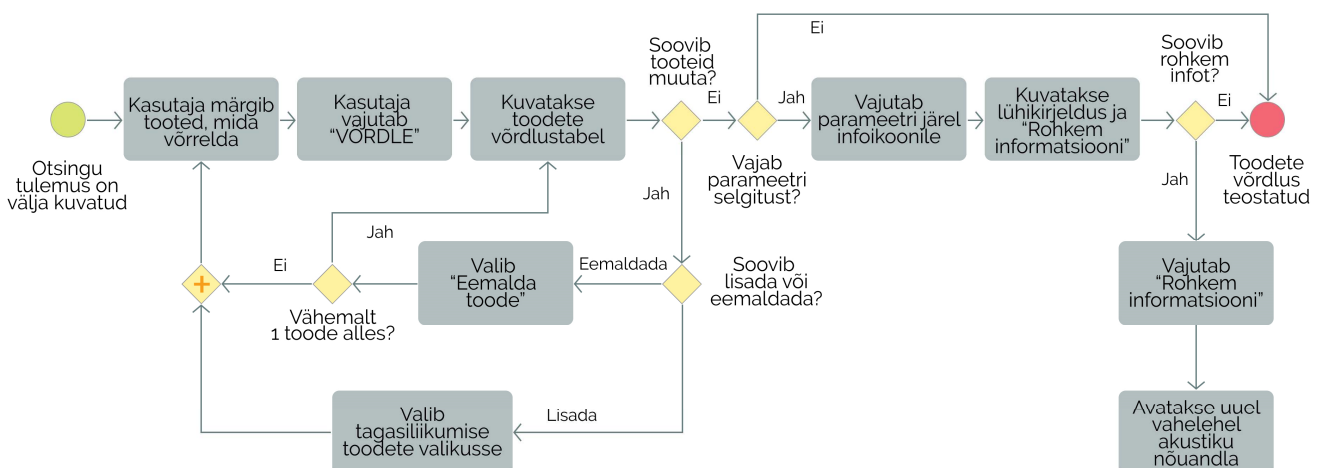 Otsingu
tulemus on
välja kuvatud
Kasutaja märgib
tooted, mida
võrrelda
Kasutaja
vajutab
“VÕRDLE”
Kuvatakse
toodete
võrdlustabel
Soovib
tooteid
muuta?
Ei
Jah
Vajab
parameetri
selgitust?
Ei
Jah
Vajutab
parameetri järel
infoikoonile
Kuvatakse
lühikirjeldus ja
“Rohkem
informatsiooni”
Soovib
rohkem
infot?
Ei
Jah
Toodete
võrdlus
teostatud
Soovib
lisada või
eemaldada?
Eemaldada
Valib
“Eemalda
toode”
Vähemalt
1 toode alles?
Jah
Ei
Lisada
Valib
tagasiliikumise
toodete valikusse
Vajutab
“Rohkem
informatsiooni”
Avatakse uuel
vahelehel
akustiku
nõuandla